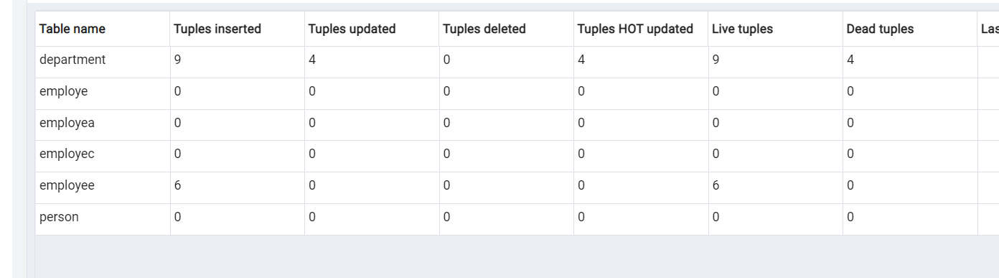 Table name Tuples inserted Tuples updated Tuples deleted Tuples HOT updated Live tuples Dead tuples
department 9 4 0 4 9 4
employe 0 0 0 0 0 0
employea 0 0 0 0 0 0
employec 0 0 0 0 0 0
employee 6 0 0 0 6 0
person 0 0 0 0 0 0